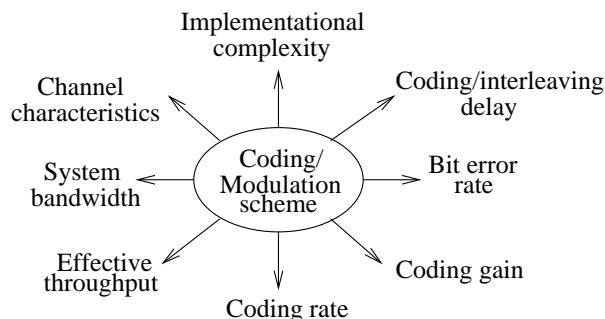 Implementational
complexity
Channel
characteristics
Coding/interleaving
delay
System
bandwidth
Coding/
Modulation
scheme
Bit error
rate
Effective
throughput
Coding gain
Coding rate